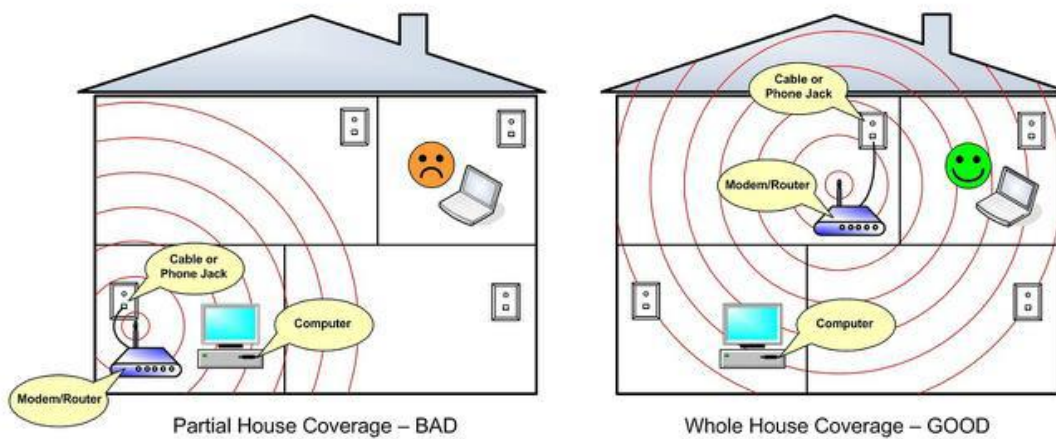 Cable or
Phone Jack
Computer
Modem/Router
Partial House Coverage – BAD
Cable or
Phone Jack
Modem/Router
Computer
Whole House Coverage – GOOD